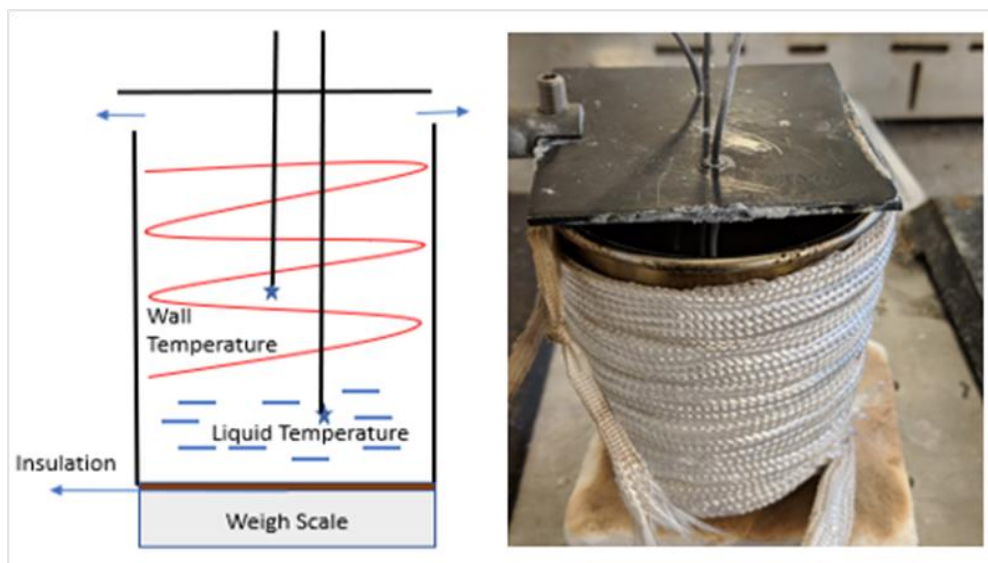 Wall
Temperature
Liquid Temperature
Insulation
Weigh Scale